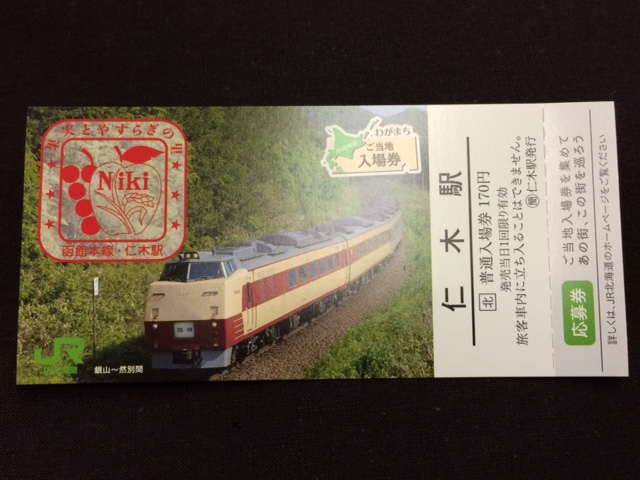 果実とやすらぎの里
Niki
函館本線・仁木駅
わがまち
ご当地
入場券
臨時
JR
銀山～然別間
仁木駅
北 普通入場券 170円
発売当日1回限り有効
旅客車内に立ち入ることはできません。
㊞仁木駅発行
ご当地入場券を集めて
あの街、この街を巡ろう
応募券
詳しくは、JR北海道のホームページをご覧ください